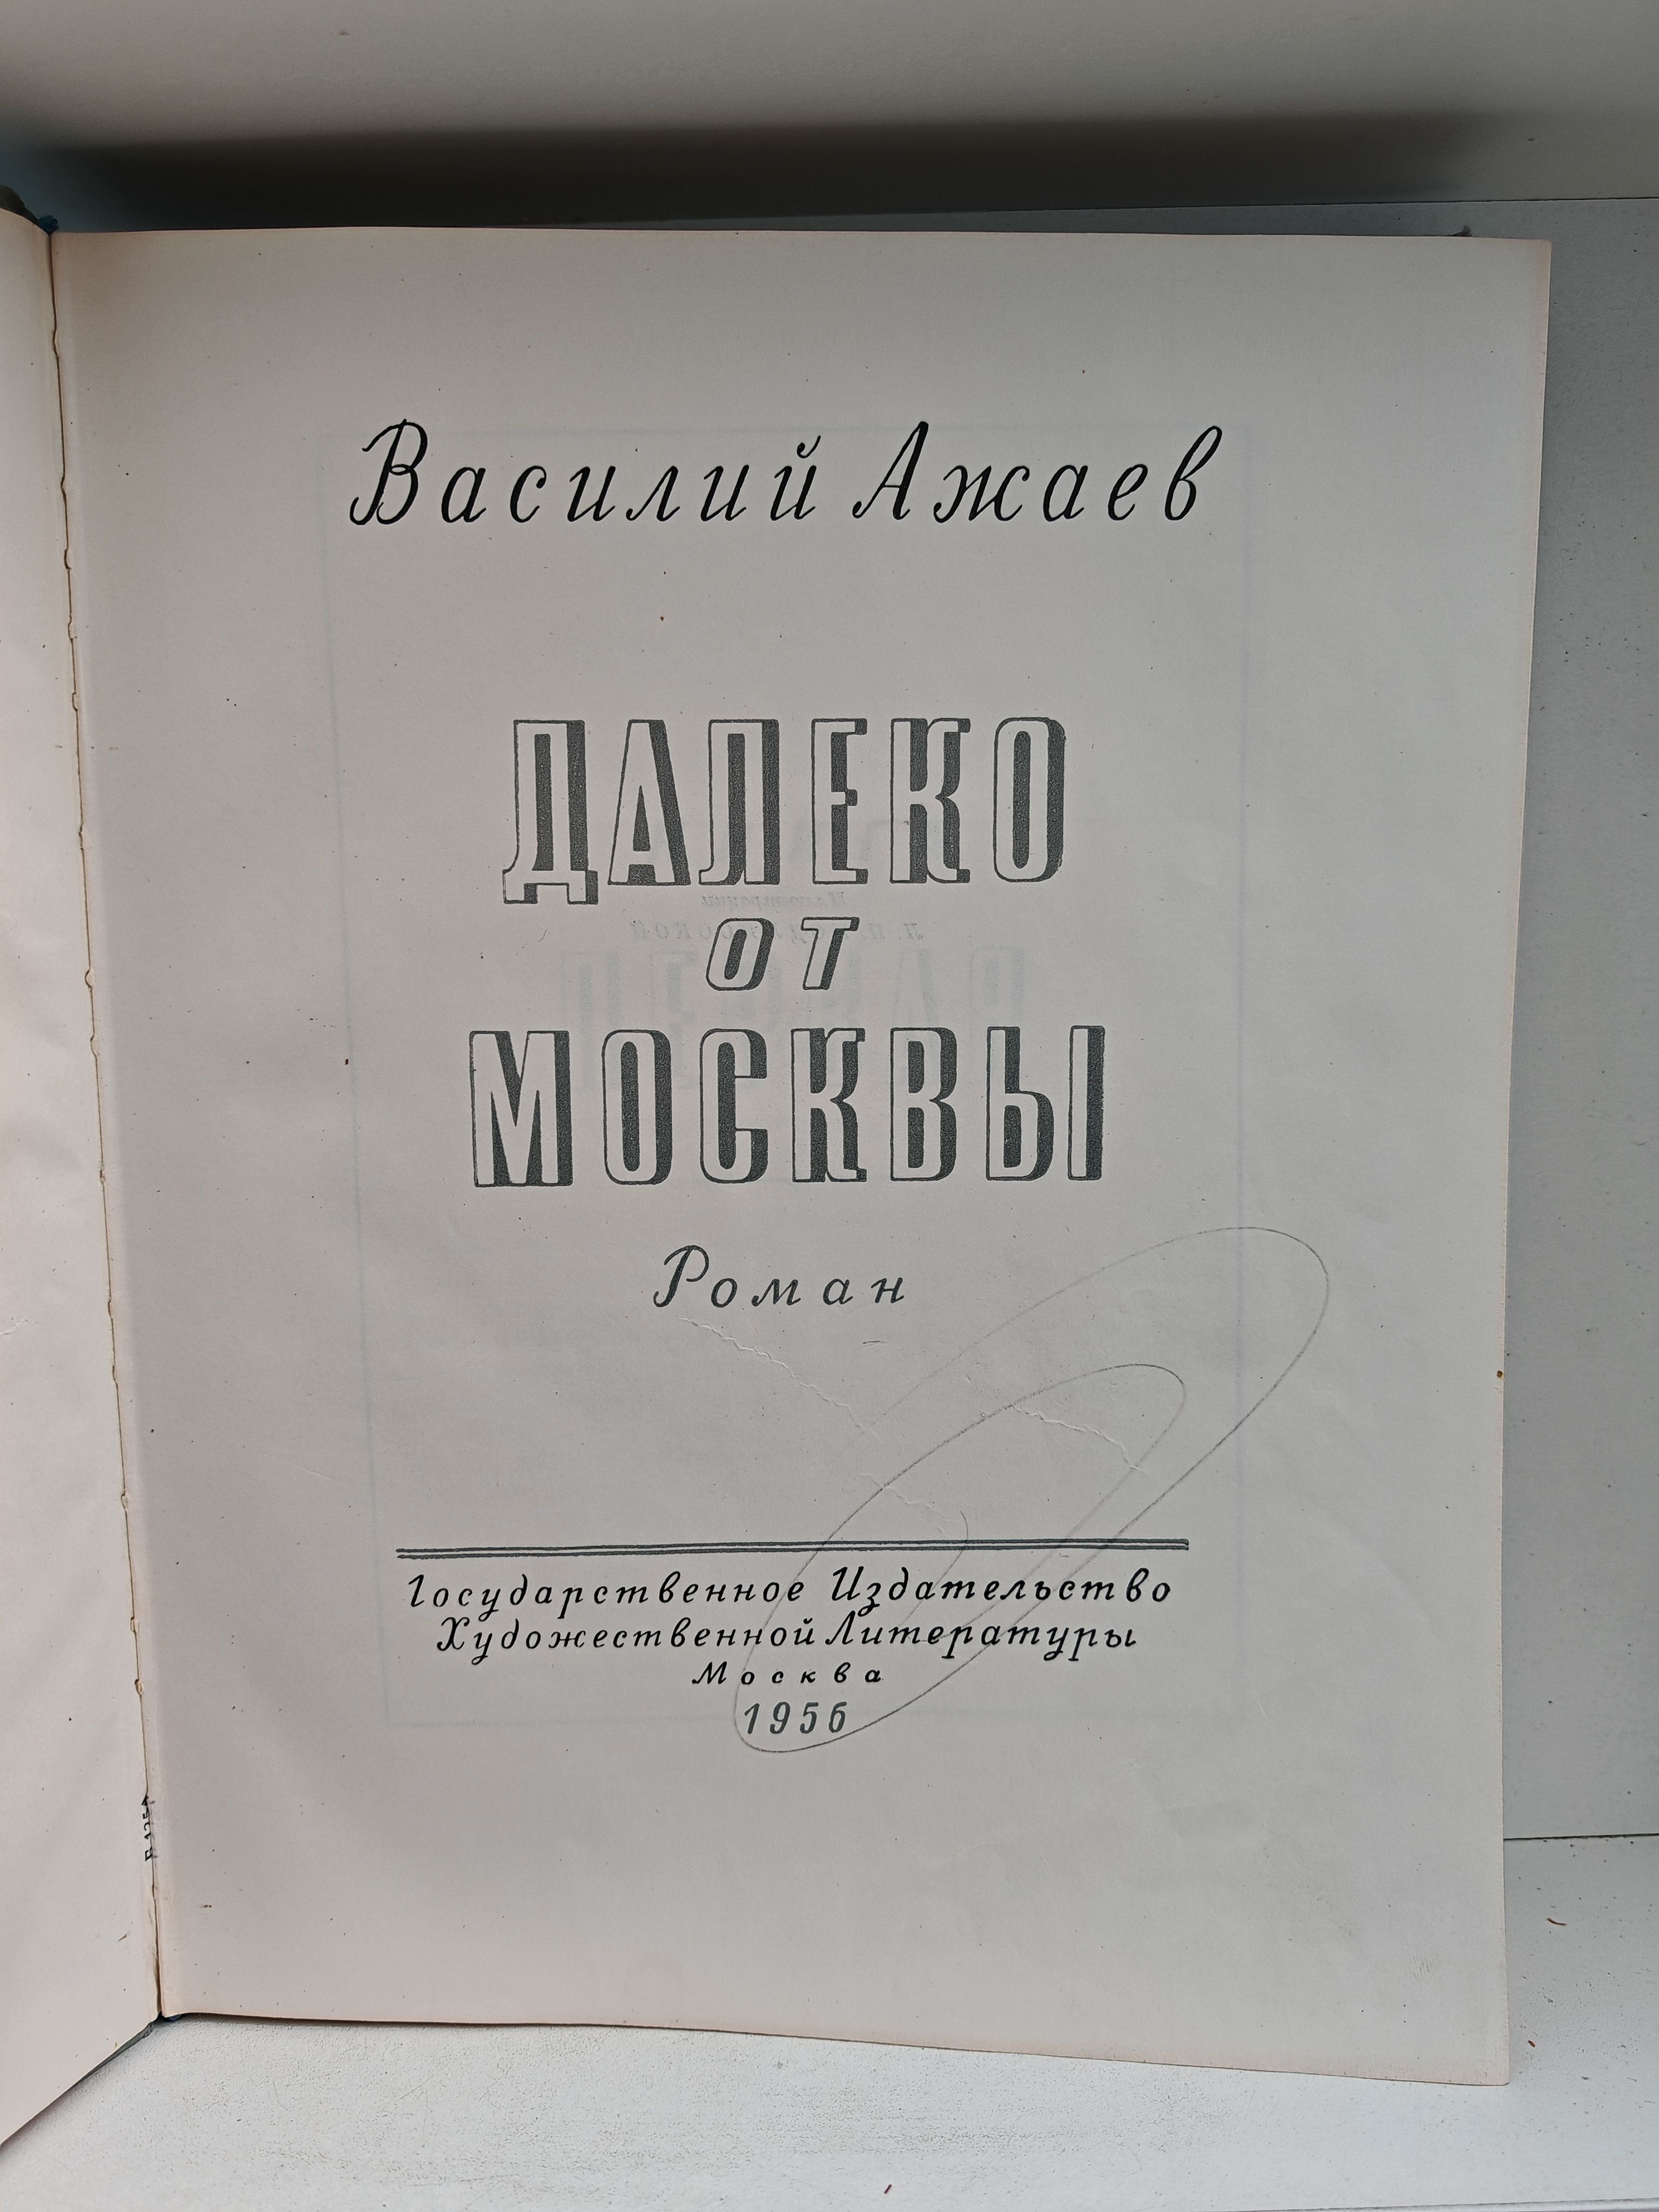 Василий Ажаев
ДАЛЕКО
ОТ
МОСКВЫ
Роман
Государственное Издательство
Художественной Литературы
Москва
1956